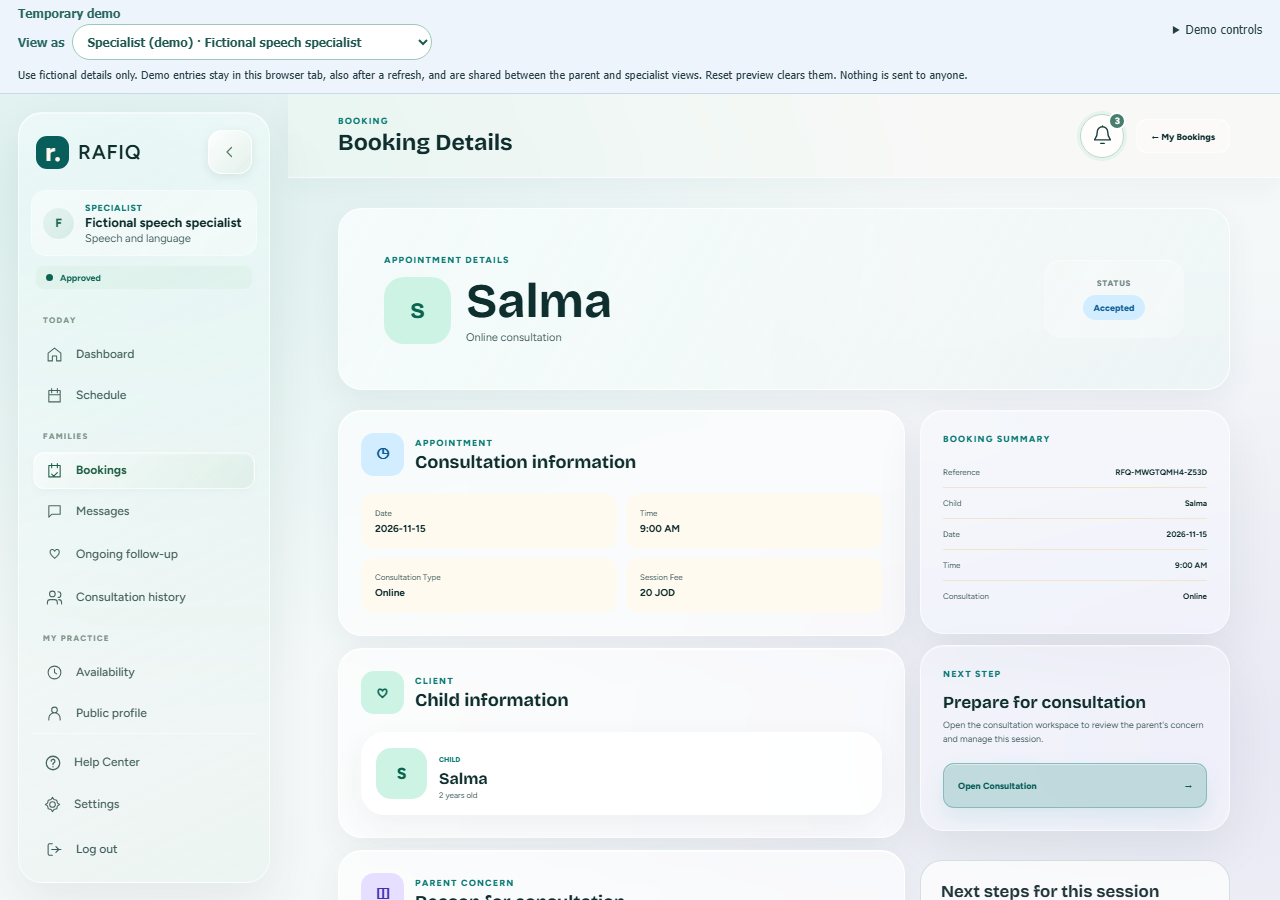 Temporary demo
View as
Specialist (demo) · Fictional speech specialist
Demo controls
Use fictional details only. Demo entries stay in this browser tab, also after a refresh, and are shared between the parent and specialist views. Reset preview clears them. Nothing is sent to anyone.
r. RAFIQ
F
SPECIALIST
Fictional speech specialist
Speech and language
Approved
TODAY
Dashboard
Schedule
FAMILIES
Bookings
Messages
Ongoing follow-up
Consultation history
MY PRACTICE
Availability
Public profile
Help Center
Settings
Log out
BOOKING
Booking Details
3
← My Bookings
APPOINTMENT DETAILS
S
Salma
Online consultation
STATUS
Accepted
APPOINTMENT
Consultation information
Date
2026-11-15
Time
9:00 AM
Consultation Type
Online
Session Fee
20 JOD
CLIENT
Child information
S
CHILD
Salma
2 years old
PARENT CONCERN
Reason for consultation
BOOKING SUMMARY
Reference RFQ-MWGTQMH4-Z53D
Child Salma
Date 2026-11-15
Time 9:00 AM
Consultation Online
NEXT STEP
Prepare for consultation
Open the consultation workspace to review the parent's concern
and manage this session.
Open Consultation →
Next steps for this session